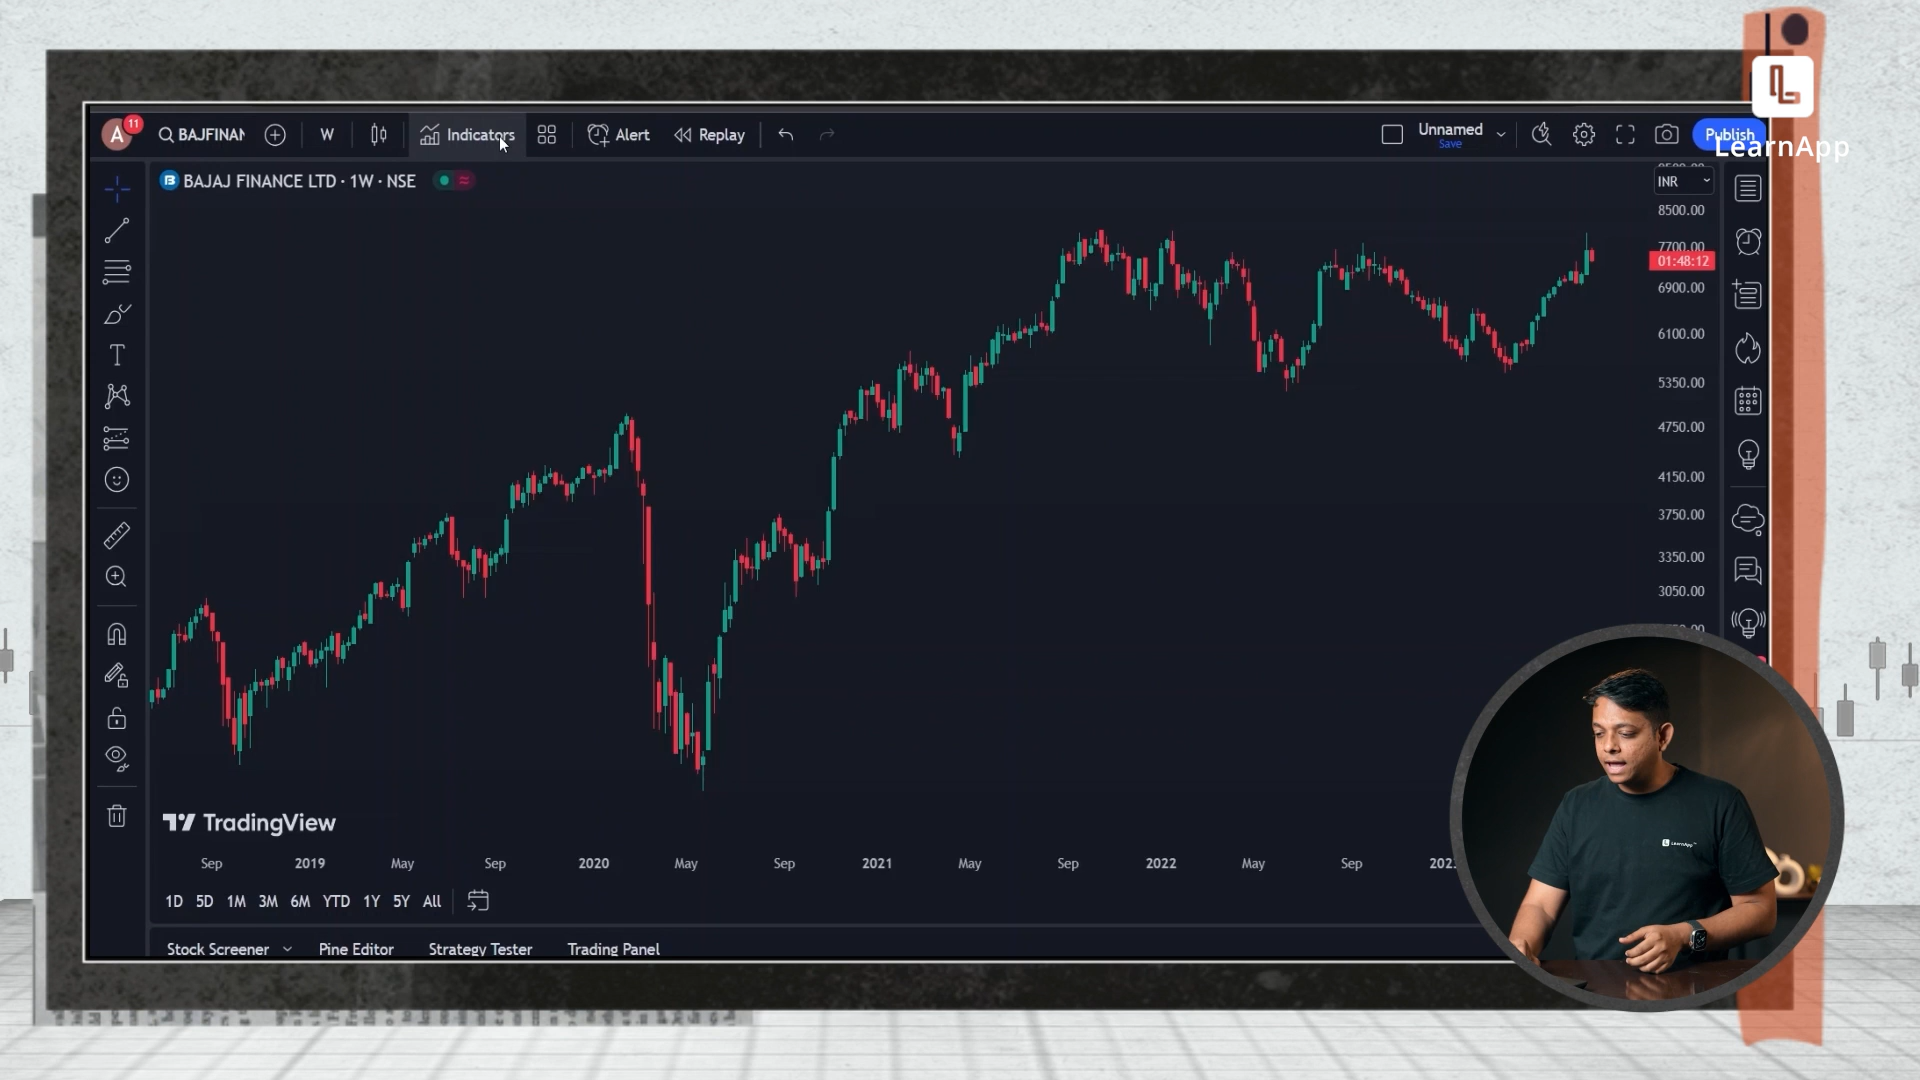 A
11
BAJFINAN
W
Indicators
Alert
Replay
Unnamed
Save
Publish
LearnApp
BAJAJ FINANCE LTD · 1W · NSE
INR
8500.00
7700.00
01:48:12
6900.00
6100.00
5350.00
4750.00
4150.00
3750.00
3350.00
3050.00
TradingView
Sep
2019
May
Sep
2020
May
Sep
2021
May
Sep
2022
May
Sep
1D 5D 1M 3M 6M YTD 1Y 5Y All
Stock Screener
Pine Editor
Strategy Tester
Trading Panel
LearnApp